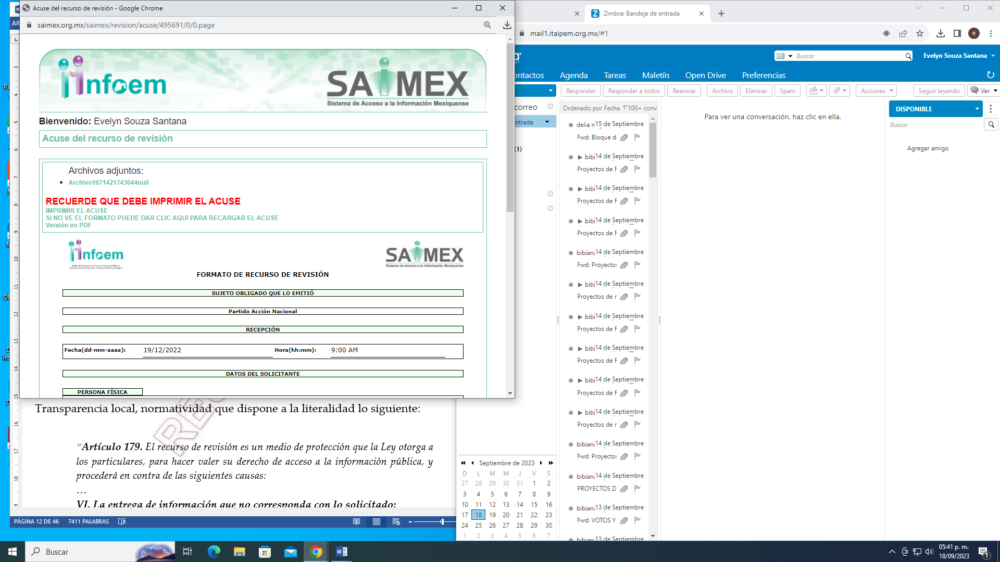 Acuse del recurso de revisión - Google Chrome
saimex.org.mx/saimex/revision/acuse/495691/0/0.page
infoem
SAIMEX
Sistema de Acceso a la Información Mexiquense
Bienvenido: Evelyn Souza Santana
Acuse del recurso de revisión
Archivos adjuntos:
Archivo1671421743644null
RECUERDE QUE DEBE IMPRIMIR EL ACUSE
IMPRIMIR EL ACUSE
SI NO VE EL FORMATO PUEDE DAR CLIC AQUI PARA RECARGAR EL ACUSE
Versión en PDF
infoem
SAIMEX
Sistema de Acceso a la Información Mexiquense
FORMATO DE RECURSO DE REVISIÓN
SUJETO OBLIGADO QUE LO EMITIÓ
Partido Acción Nacional
RECEPCIÓN
Fecha(dd-mm-aaaa): 19/12/2022 Hora(hh:mm): 9:00 AM
DATOS DEL SOLICITANTE
PERSONA FÍSICA
Transparencia local, normatividad que dispone a la literalidad lo siguiente:
“Artículo 179. El recurso de revisión es un medio de protección que la Ley otorga a
los particulares, para hacer valer su derecho de acceso a la información pública, y
procederá en contra de las siguientes causas:
…
VI. La entrega de información que no corresponda con lo solicitado;
PÁGINA 12 DE 46 7411 PALABRAS
Zimbra: Bandeja de entrada
mail1.itaipem.org.mx/#1
Buscar
Evelyn Souza Santana
ontactos Agenda Tareas Maletín Open Drive Preferencias
Responder Responder a todos Reenviar Archivo Eliminar Spam Acciones Seguir leyendo Ver
correo
ntrada
(1)
Ordenado por Fecha 100+ conv
delia n 15 de Septiembre
Fwd: Bloque d
bibi 14 de Septiembre
Proyectos de F
bibi 14 de Septiembre
Proyectos de F
bibi 14 de Septiembre
Proyectos de F
bibiana 14 de Septiembre
Fwd: Proyectos
bibi 14 de Septiembre
Proyectos de r
bibi 14 de Septiembre
Proyectos de F
bibi 14 de Septiembre
Proyectos de F
bibi 14 de Septiembre
Proyectos de F
bibi 14 de Septiembre
Proyectos de r
bibiana 14 de Septiembre
Fwd: Proyectos
bibiana 14 de Septiembre
PROYECTOS D
bibiana 13 de Septiembre
Fwd: VOTOS Y
bibiana 13 de Septiembre
Para ver una conversación, haz clic en ella.
DISPONIBLE
Buscar
Agregar amigo
Septiembre de 2023
D L M M J V S
27 28 29 30 31 1 2
3 4 5 6 7 8 9
10 11 12 13 14 15 16
17 18 19 20 21 22 23
24 25 26 27 28 29 30
1 2 3 4 5 6 7
Buscar
05:41 p. m.
18/09/2023
1